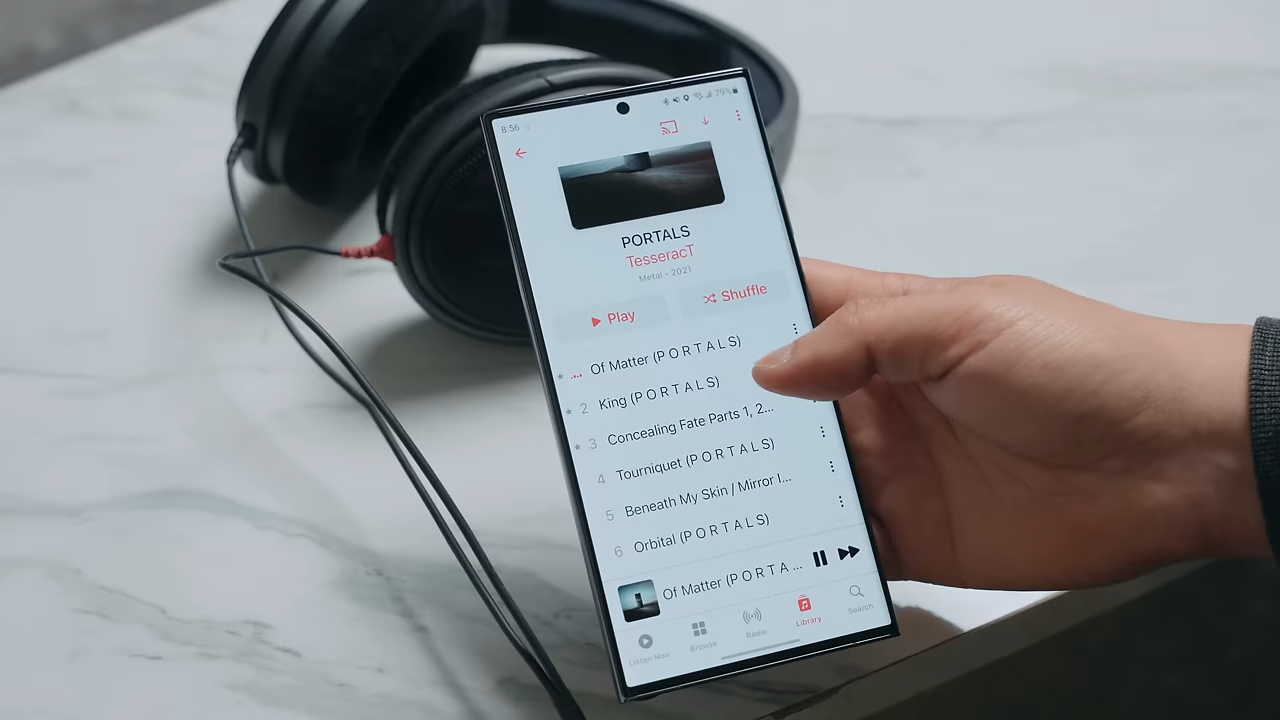 8:56
79%
PORTALS
TesseracT
Metal • 2021
Play
Shuffle
Of Matter (P O R T A L S)
2 King (P O R T A L S)
3 Concealing Fate Parts 1, 2...
4 Tourniquet (P O R T A L S)
5 Beneath My Skin / Mirror I...
6 Orbital (P O R T A L S)
Of Matter (P O R T A ...
Listen Now
Browse
Radio
Library
Search